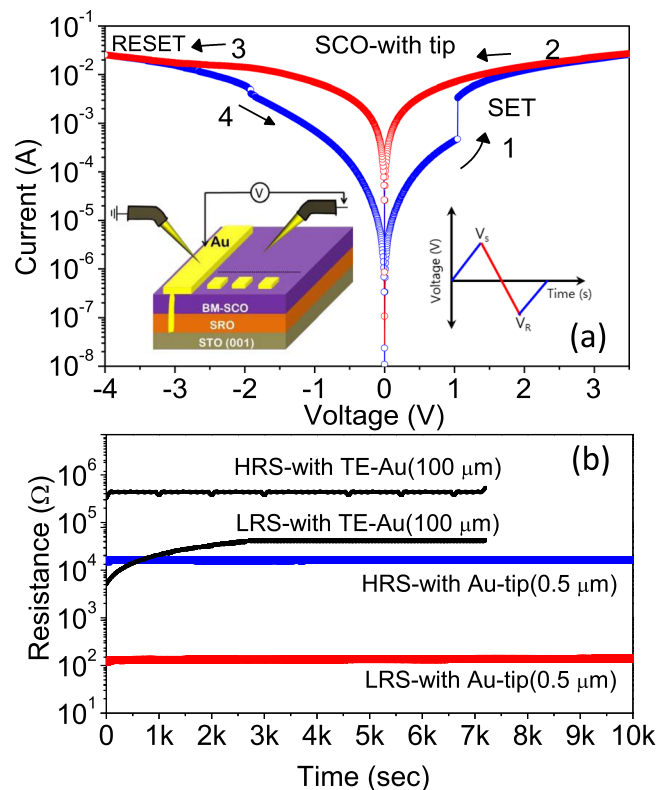 RESET 3 SCO-with tip 2
4 SET 1
Current (A)
10⁻¹
10⁻²
10⁻³
10⁻⁴
10⁻⁵
10⁻⁶
10⁻⁷
10⁻⁸
V
Au
BM-SCO
SRO
STO (001)
Voltage (V)
V_S
Time (s)
V_R
(a)
-4 -3 -2 -1 0 1 2 3
Voltage (V)
(b)
HRS-with TE-Au(100 μm)
LRS-with TE-Au(100 μm)
HRS-with Au-tip(0.5 μm)
LRS-with Au-tip(0.5 μm)
Resistance (Ω)
10⁶
10⁵
10⁴
10³
10²
10¹
0 1k 2k 3k 4k 5k 6k 7k 8k 9k 10k
Time (sec)